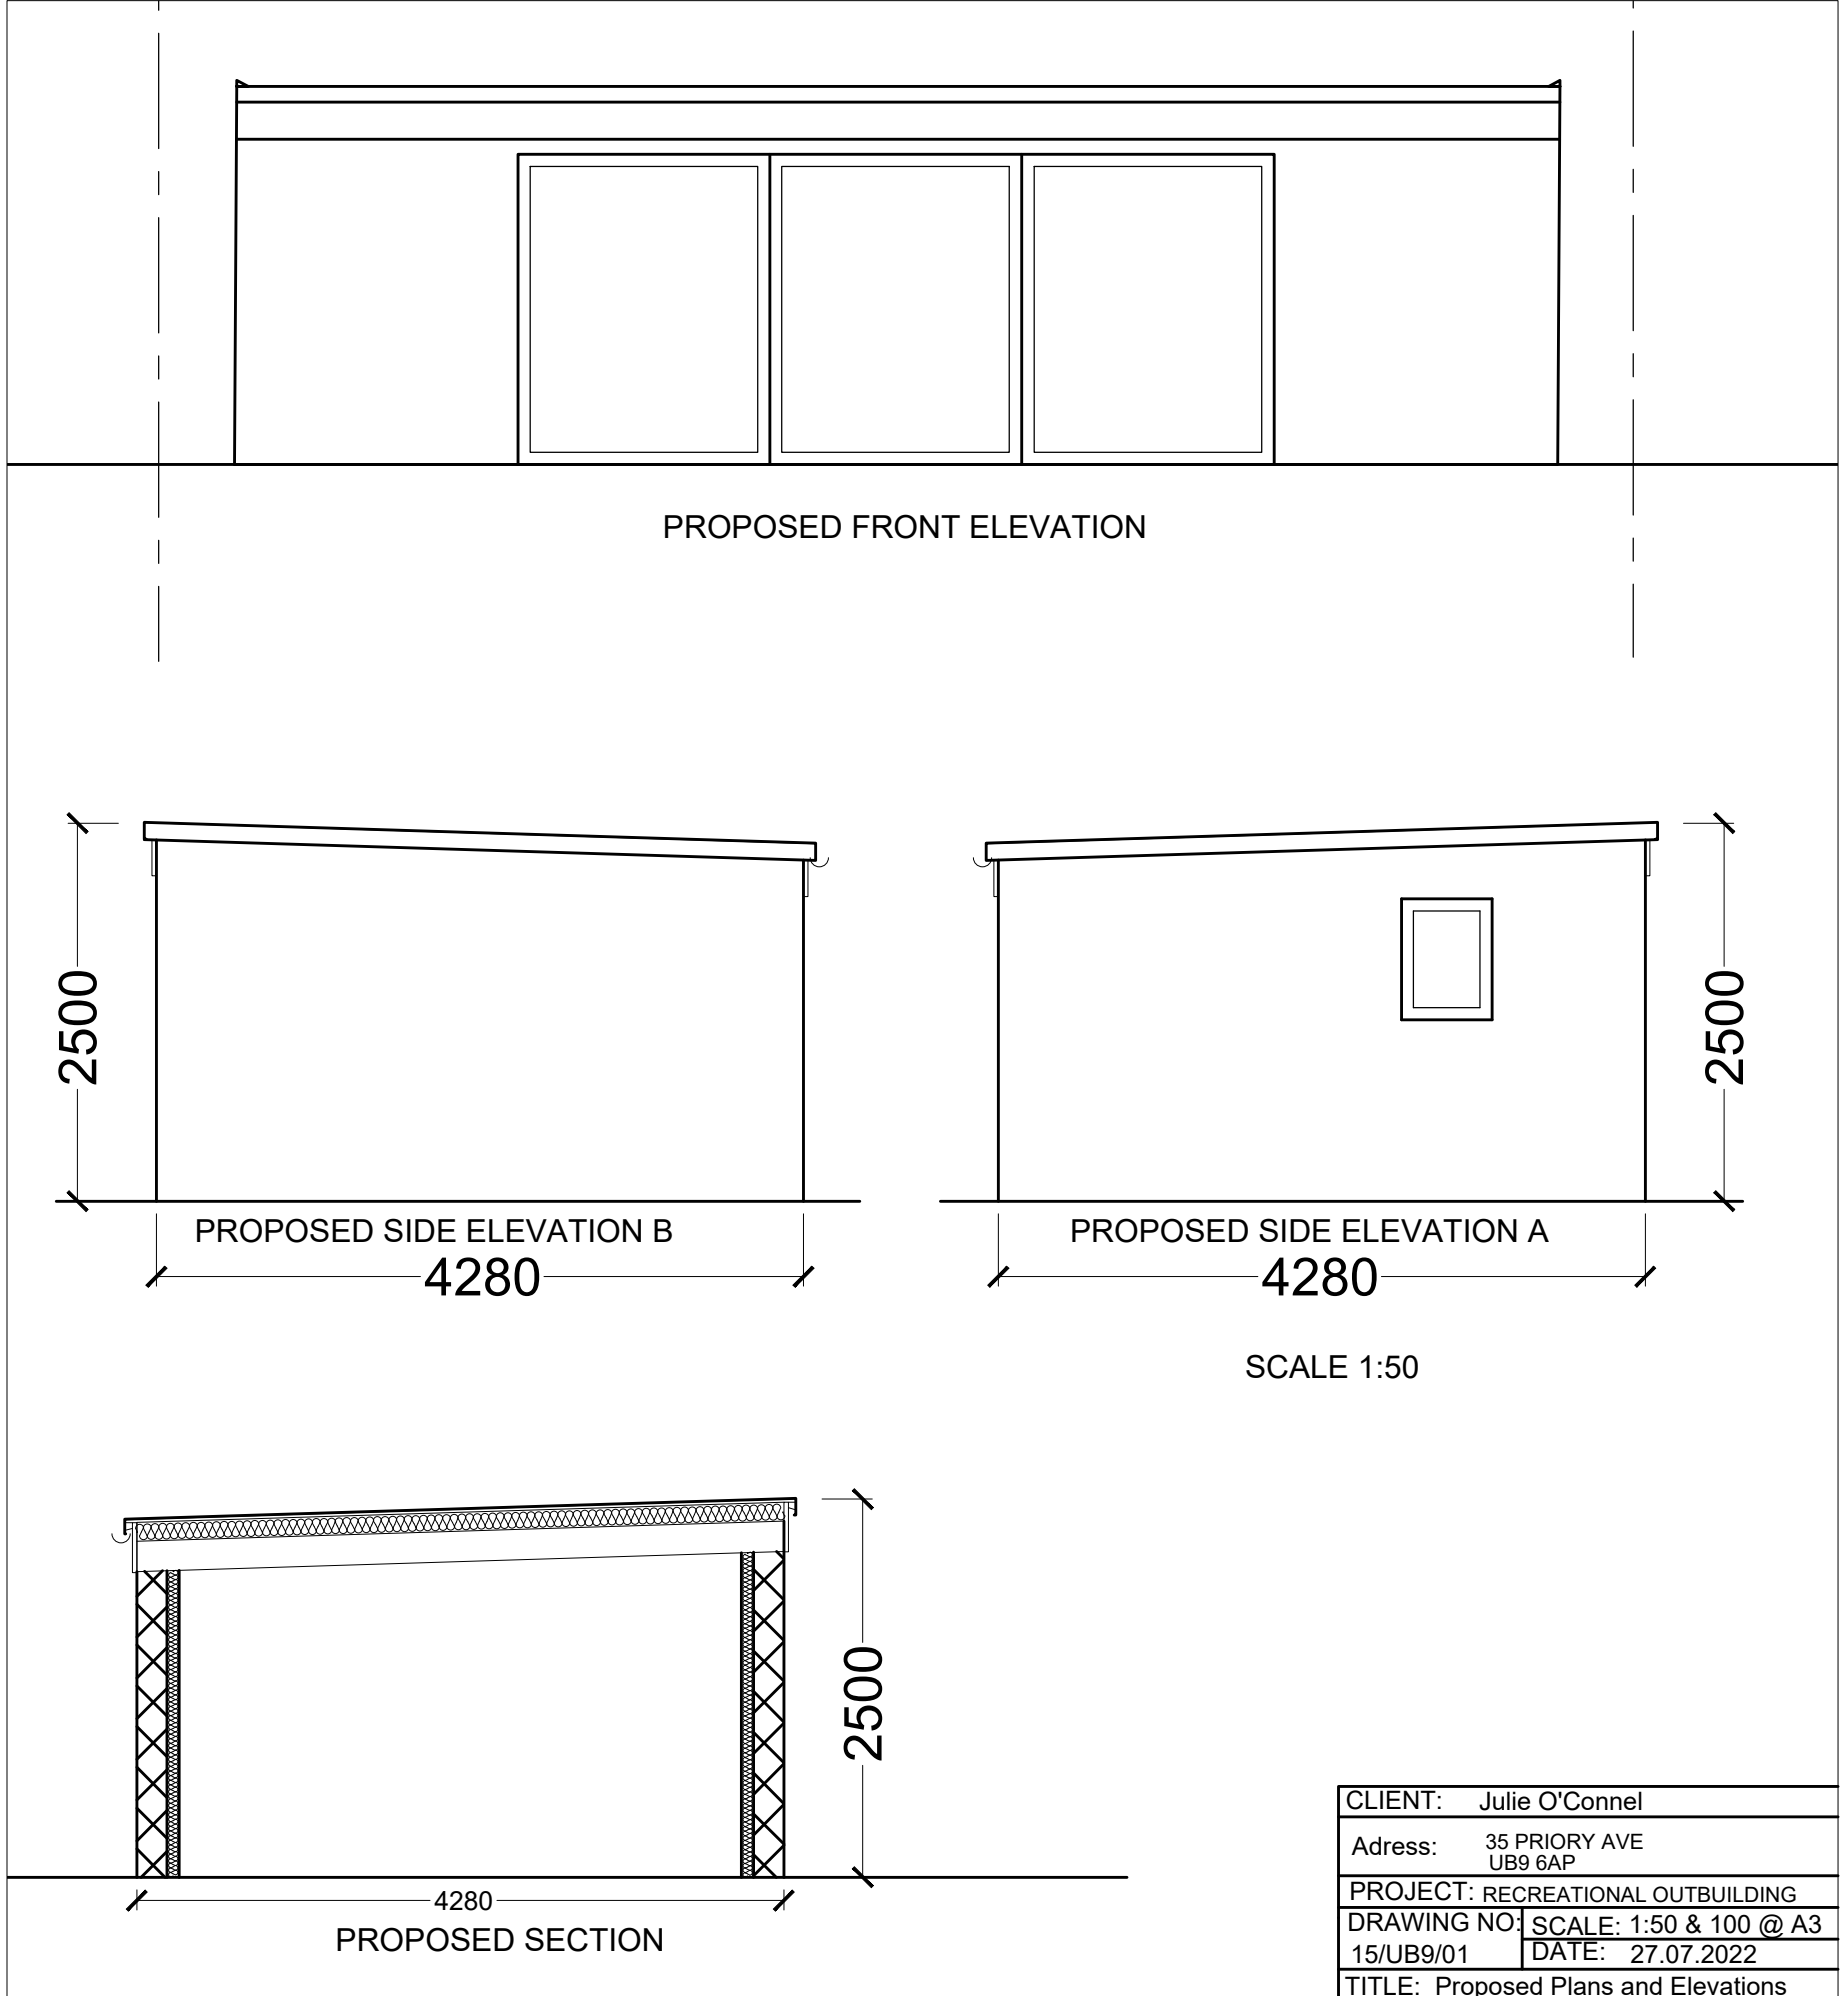 PROPOSED FRONT ELEVATION
2500
2500
PROPOSED SIDE ELEVATION B
PROPOSED SIDE ELEVATION A
4280
4280
SCALE 1:50
2500
4280
PROPOSED SECTION
CLIENT: Julie O'Connel
Adress: 35 PRIORY AVE
UB9 6AP
PROJECT: RECREATIONAL OUTBUILDING
DRAWING NO: SCALE: 1:50 & 100 @ A3
15/UB9/01 DATE: 27.07.2022
TITLE: Proposed Plans and Elevations